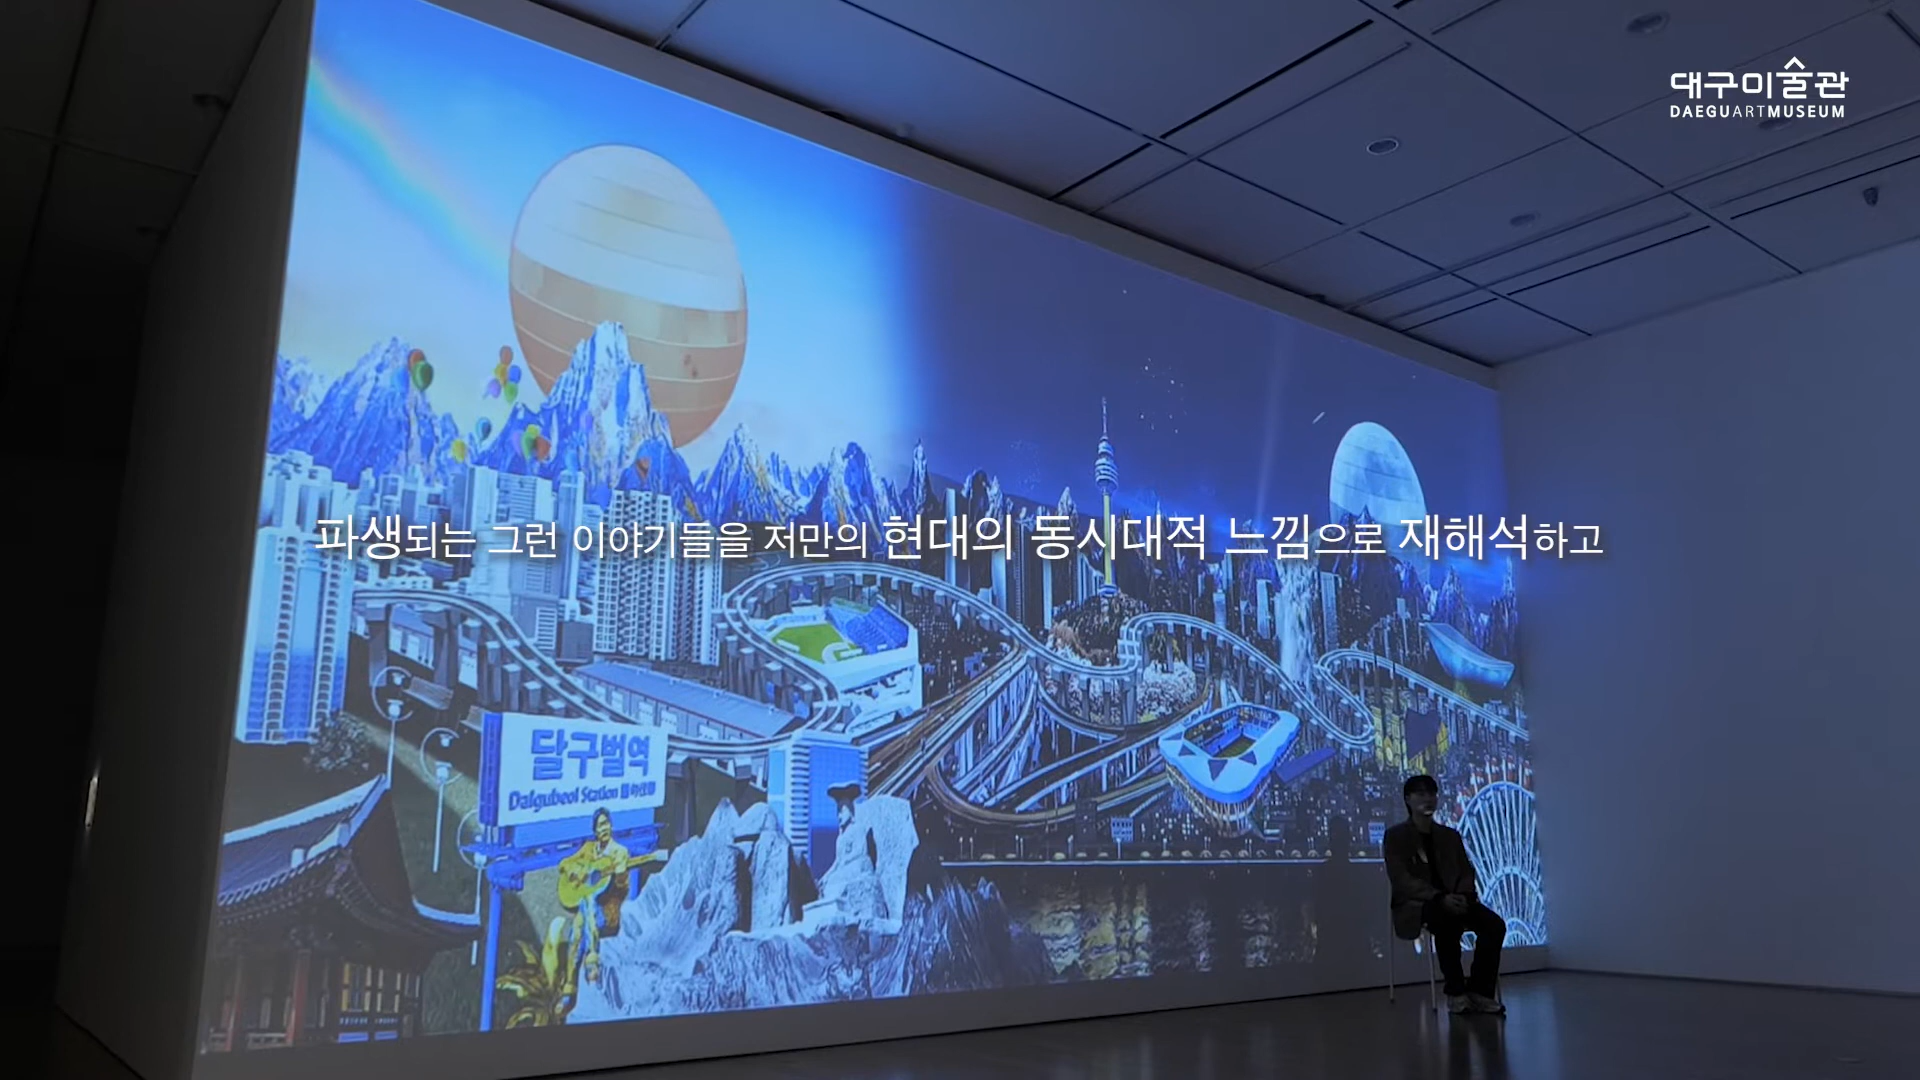 대구미술관
DAEGUARTMUSEUM
파생되는 그런 이야기들을 저만의 현대의 동시대적 느낌으로 재해석하고
달구벌역
Dalgubeol Station